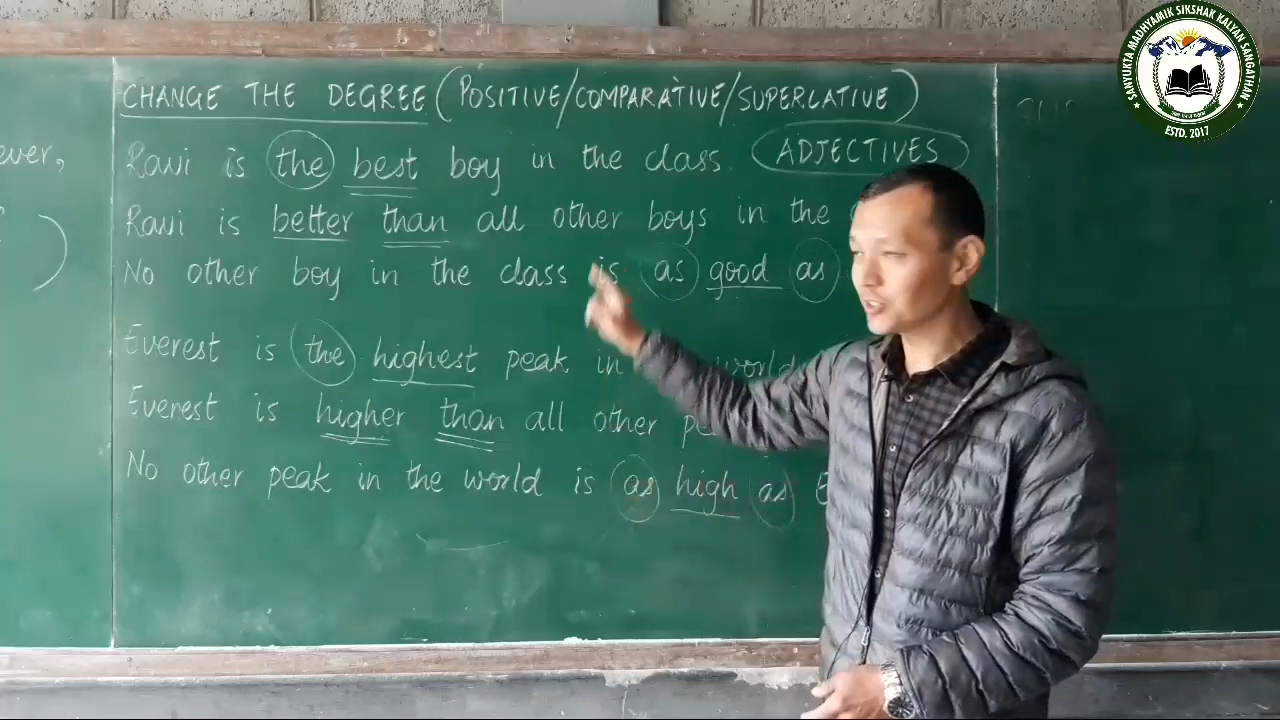 CHANGE THE DEGREE (POSITIVE/COMPARATIVE/SUPERLATIVE)
Ravi is the best boy in the class.
ADJECTIVES
Ravi is better than all other boys in the
No other boy in the class is as good as
Everest is the highest peak in world
Everest is higher than all other
No other peak in the world is as high as
ever,
SANYUKTA MADHYAMIK SIKSHAK KALYAN SANGATHAN
ESTD. 2017